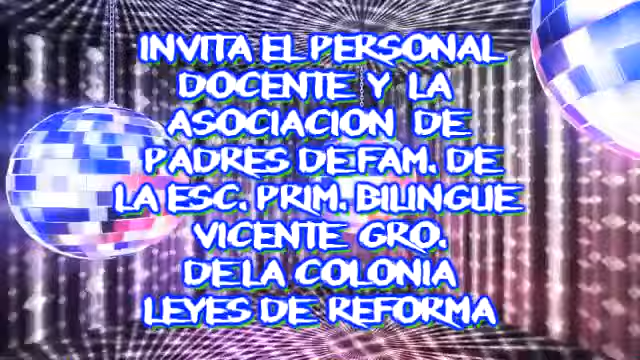 INVITA EL PERSONAL
DOCENTE Y LA
ASOCIACION DE
PADRES DE FAM. DE
LA ESC. PRIM. BILINGUE
VICENTE GRO.
DE LA COLONIA
LEYES DE REFORMA